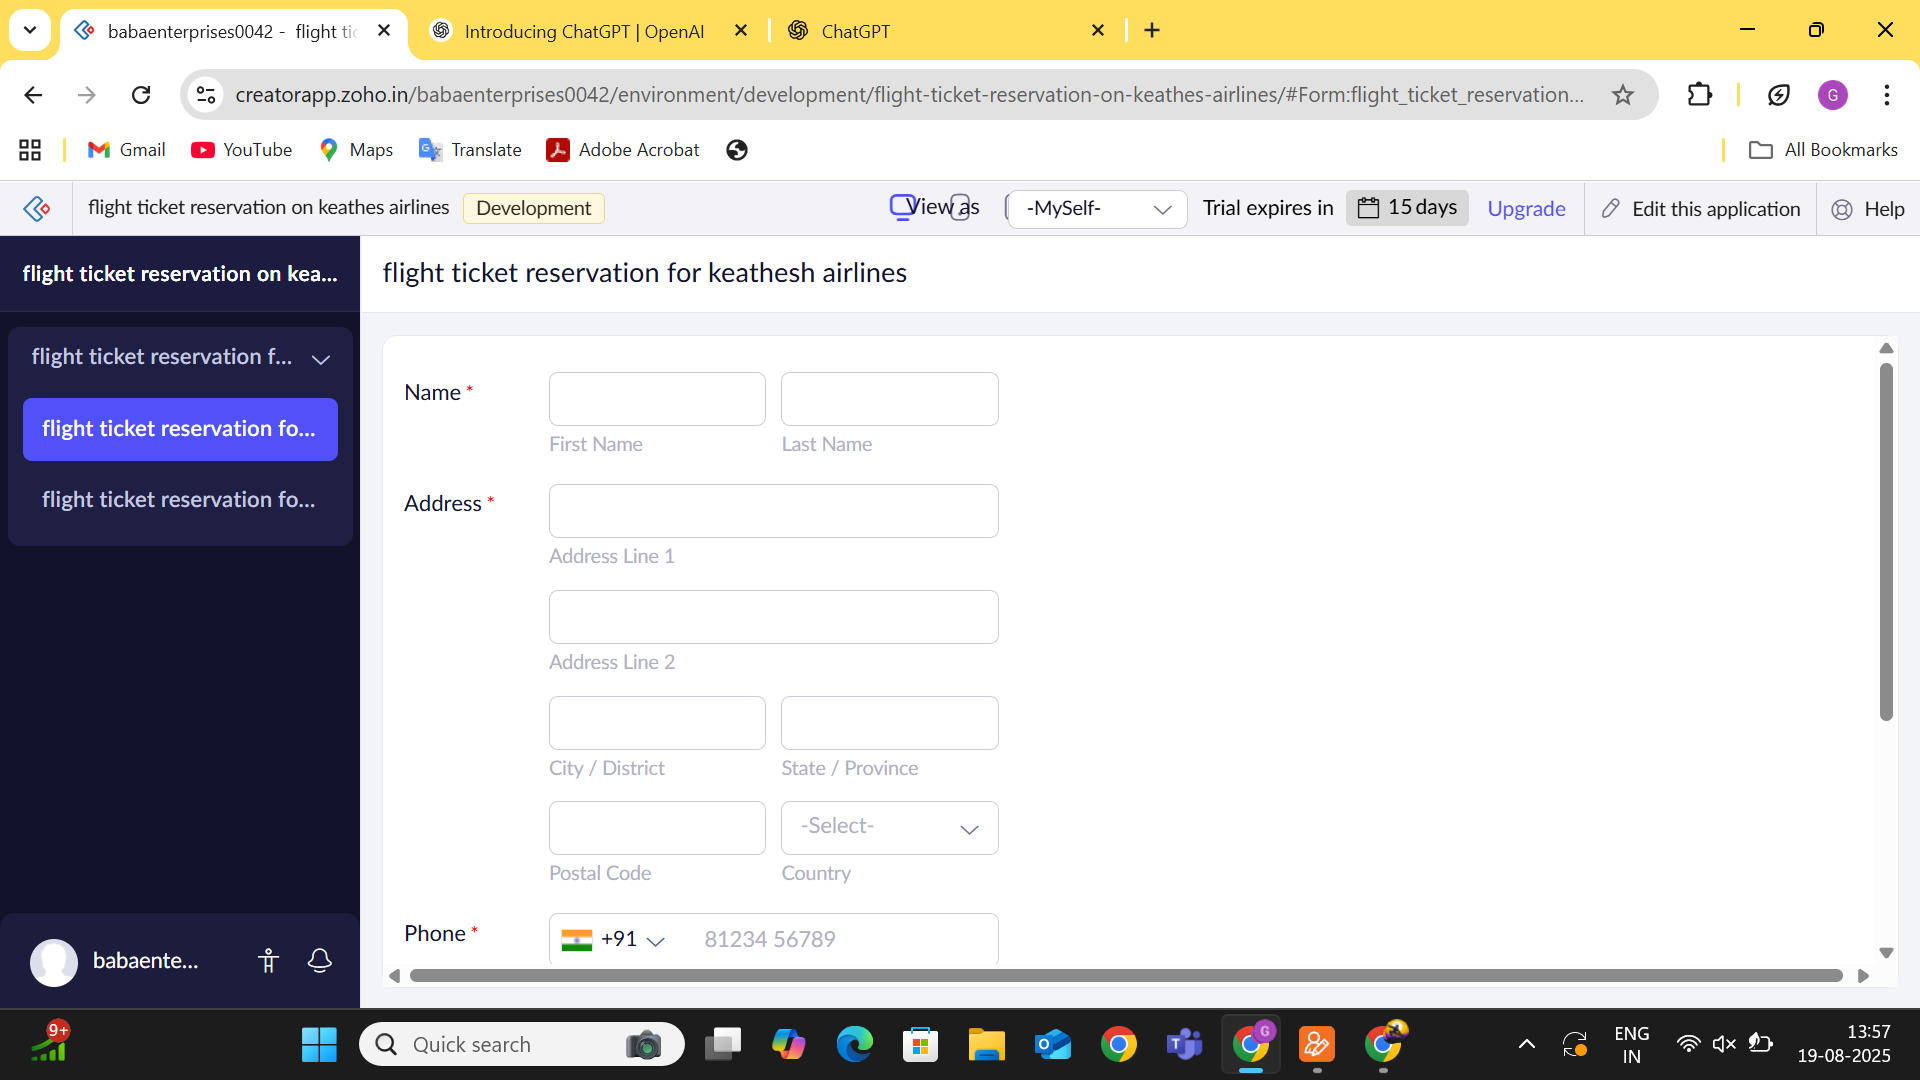 babaenterprises0042 - flight tic
Introducing ChatGPT | OpenAI
ChatGPT
creatorapp.zoho.in/babaenterprises0042/environment/development/flight-ticket-reservation-on-keathes-airlines/#Form:flight_ticket_reservation...
G
Gmail
YouTube
Maps
Translate
Adobe Acrobat
All Bookmarks
flight ticket reservation on keathes airlines
Development
View as
-MySelf-
Trial expires in
15 days
Upgrade
Edit this application
Help
flight ticket reservation on kea...
flight ticket reservation f...
flight ticket reservation fo...
flight ticket reservation fo...
babaente...
flight ticket reservation for keathesh airlines
Name *
First Name
Last Name
Address *
Address Line 1
Address Line 2
City / District
State / Province
Postal Code
-Select-
Country
Phone *
+91
81234 56789
9+
Quick search
G
ENG
IN
13:57
19-08-2025